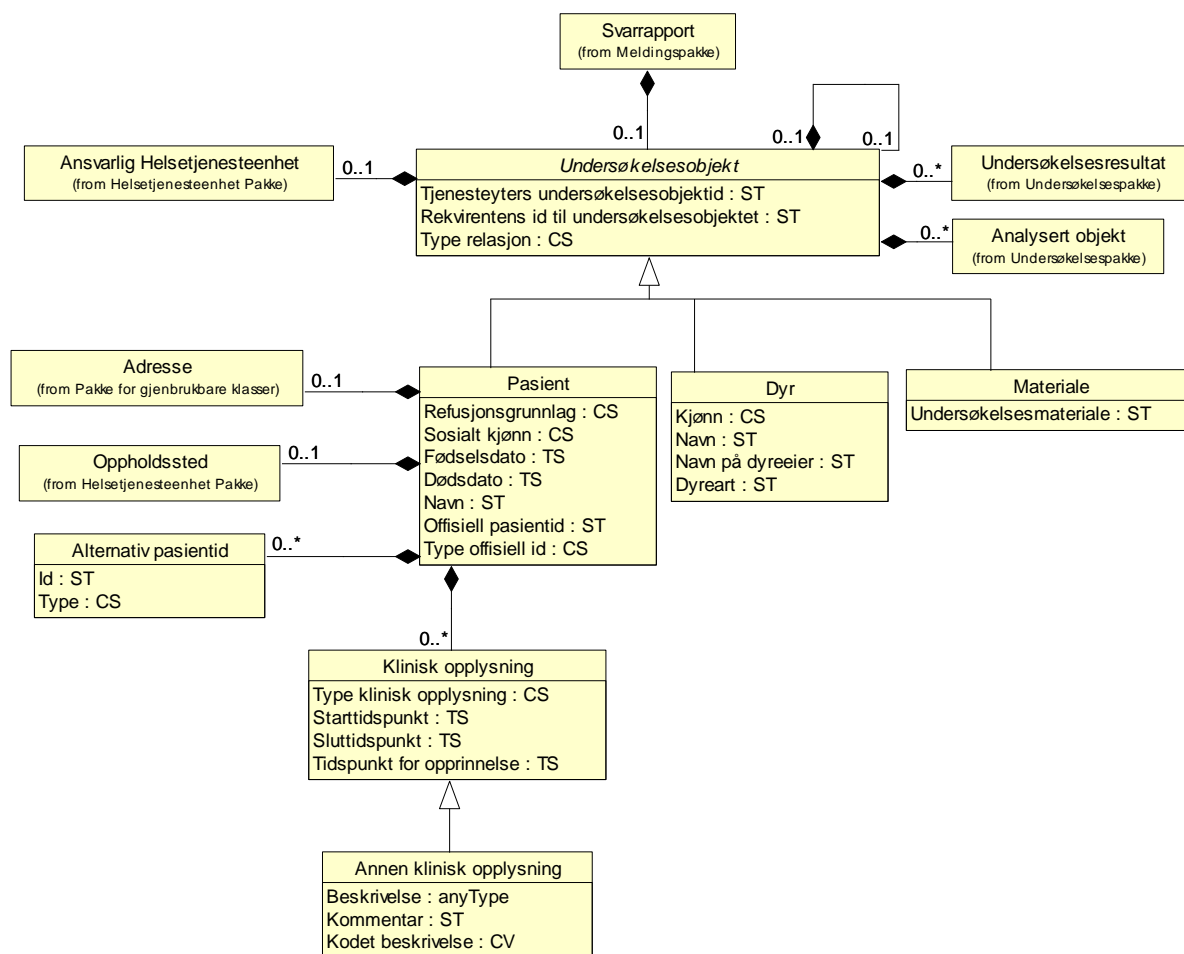 Svarrapport
(from Meldingspakke)
0..1
0..1
0..1
Ansvarlig Helsetjenesteenhet
(from Helsetjenesteenhet Pakke)
0..1
Undersøkelsesobjekt
Tjenesteyters undersøkelsesobjektid : ST
Rekvirentens id til undersøkelsesobjektet : ST
Type relasjon : CS
0..*
Undersøkelsesresultat
(from Undersøkelsespakke)
0..*
Analysert objekt
(from Undersøkelsespakke)
Adresse
(from Pakke for gjenbrukbare klasser)
0..1
Oppholdssted
(from Helsetjenesteenhet Pakke)
0..1
Alternativ pasientid
Id : ST
Type : CS
0..*
Pasient
Refusjonsgrunnlag : CS
Sosialt kjønn : CS
Fødselsdato : TS
Dødsdato : TS
Navn : ST
Offisiell pasientid : ST
Type offisiell id : CS
Dyr
Kjønn : CS
Navn : ST
Navn på dyreeier : ST
Dyreart : ST
Materiale
Undersøkelsesmateriale : ST
0..*
Klinisk opplysning
Type klinisk opplysning : CS
Starttidspunkt : TS
Sluttidspunkt : TS
Tidspunkt for opprinnelse : TS
Annen klinisk opplysning
Beskrivelse : anyType
Kommentar : ST
Kodet beskrivelse : CV